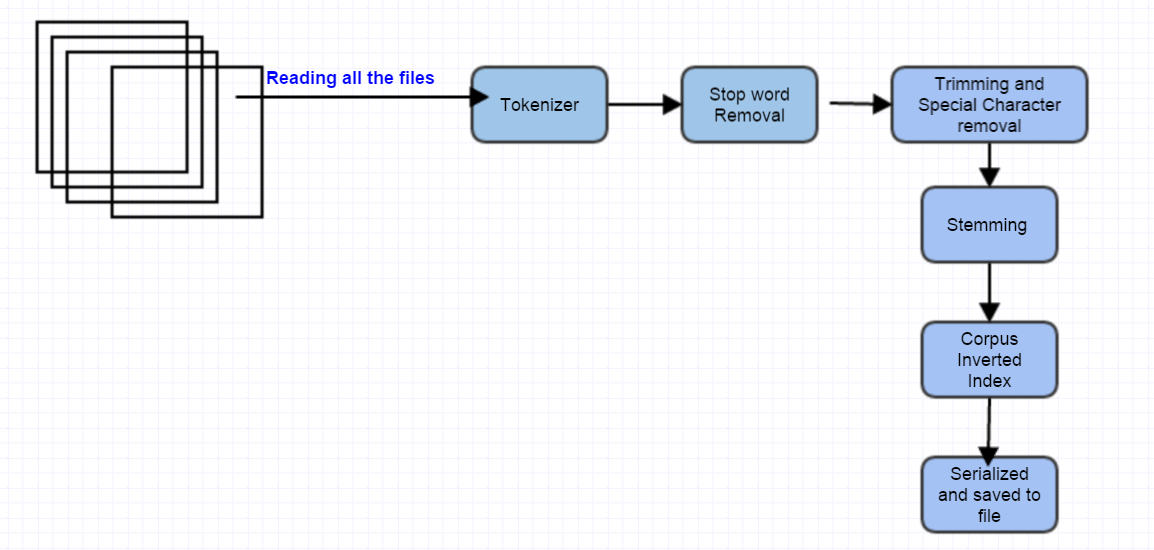 Reading all the files
Tokenizer
Stop word
Removal
Trimming and
Special Character
removal
Stemming
Corpus
Inverted
Index
Serialized
and saved to
file